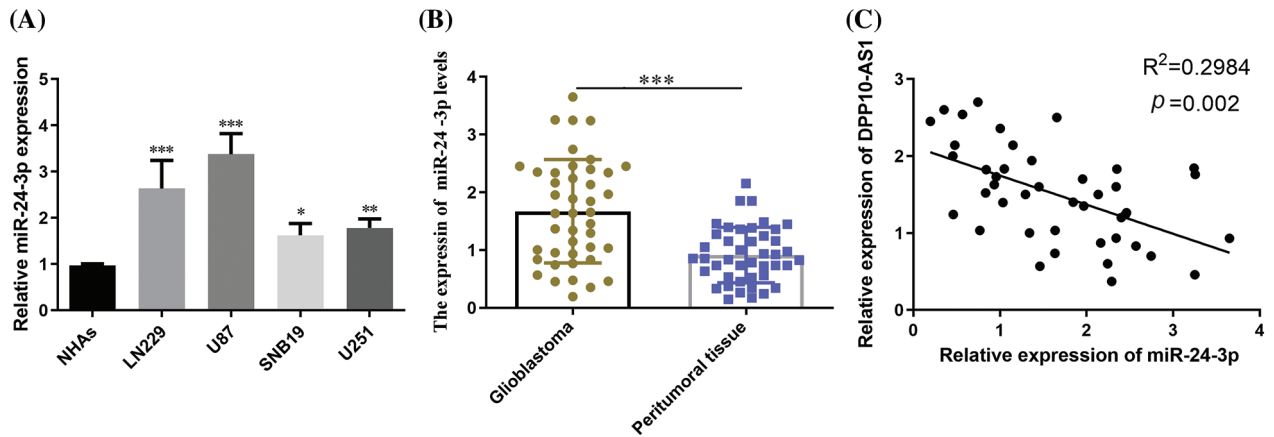 (A)
Relative miR-24-3p expression
5
4
3
2
1
0
***
***
*
**
NHAs
LN229
U87
SNB19
U251
(B)
The expressin of miR-24 -3p levels
4
3
2
1
0
***
Glioblastoma
Peritumoral tissue
(C)
Relative expression of DPP10-AS1
3
2
1
0
R²=0.2984
p =0.002
0
1
2
3
4
Relative expression of miR-24-3p